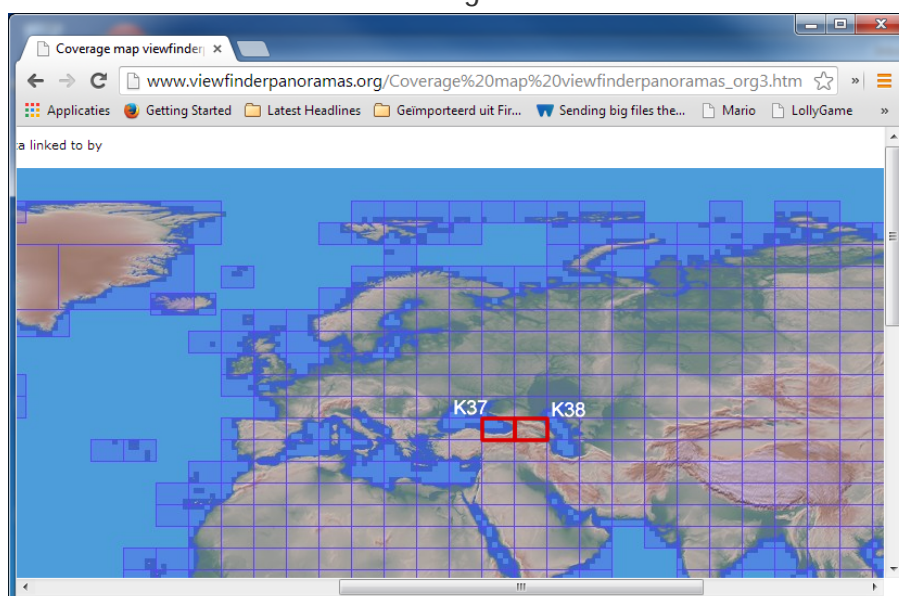 Coverage map viewfinder
www.viewfinderpanoramas.org/Coverage%20map%20viewfinderpanoramas_org3.htm
Applicaties Getting Started Latest Headlines Geïmporteerd uit Fir... Sending big files the... Mario LollyGame »
a linked to by
K37 K38